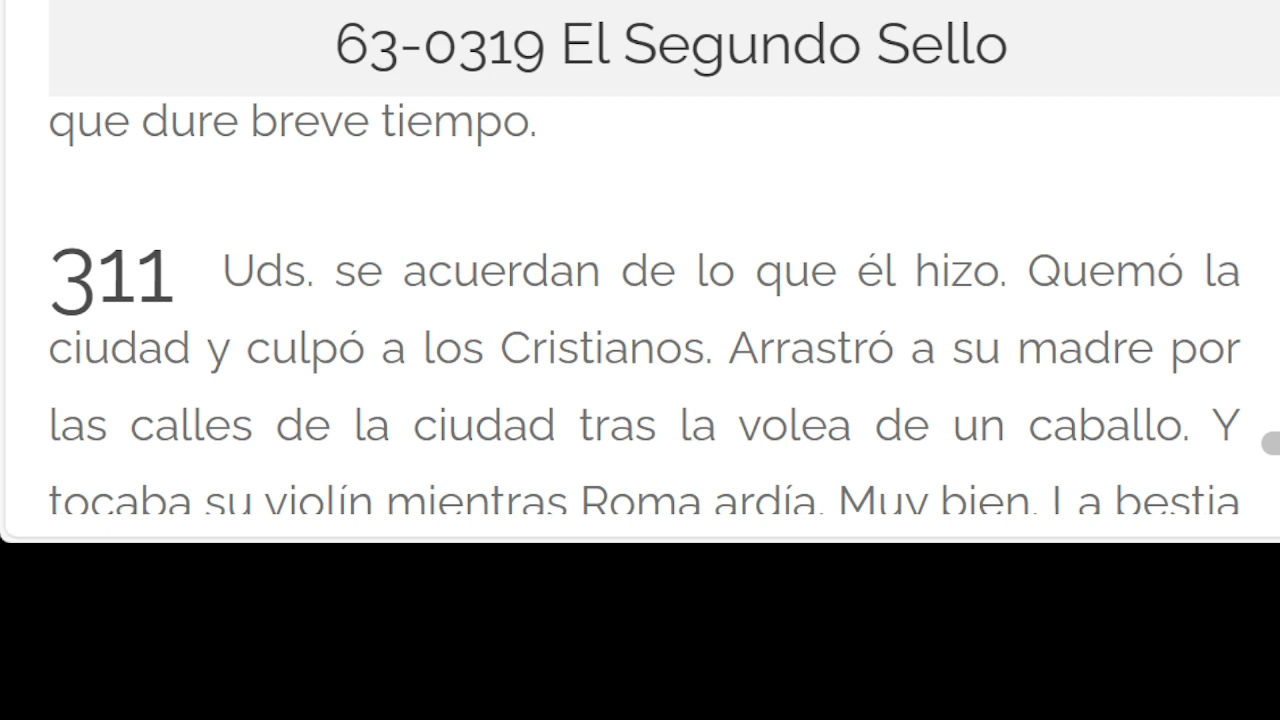 63-0319 El Segundo Sello
que dure breve tiempo.
311 Uds. se acuerdan de lo que él hizo. Quemó la
ciudad y culpó a los Cristianos. Arrastró a su madre por
las calles de la ciudad tras la volea de un caballo. Y
tocaba su violín mientras Roma ardía. Muy bien. La bestia